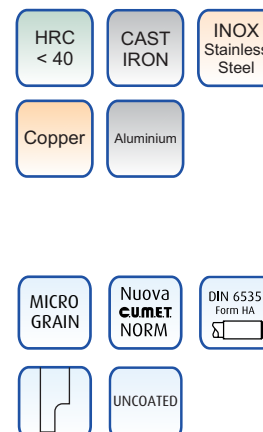 HRC
< 40
CAST
IRON
INOX
Stainless
Steel
Copper
Aluminium
MICRO
GRAIN
Nuova
C.U.M.E.T.
NORM
DIN 6535
Form HA
UNCOATED